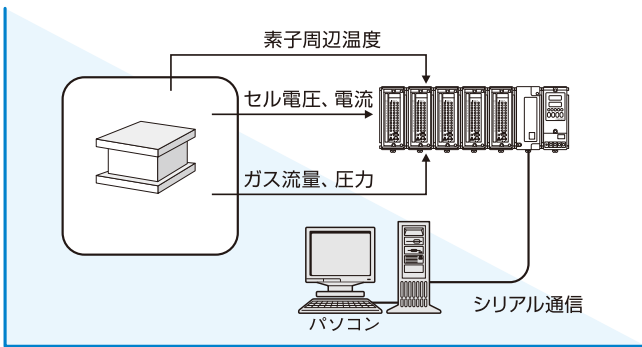 素子周辺温度
セル電圧、電流
ガス流量、圧力
シリアル通信
パソコン